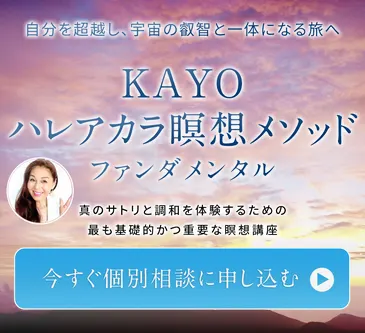 自分を超越し、宇宙の叡智と一体になる旅へ
KAYO
ハレアカラ瞑想メソッド
ファンダメンタル
真のサトリと調和を体験するための
最も基礎的かつ重要な瞑想講座
今すぐ個別相談に申し込む